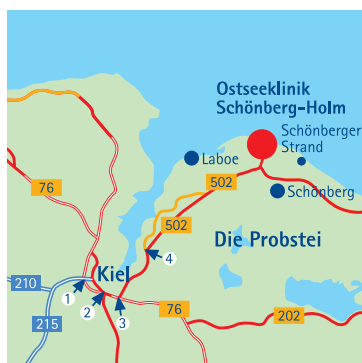 Ostseeklinik
Schönberg-Holm
Schönberger
Strand
Laboe
502
76
Schönberg
502
Die Probstei
4
Kiel
210
1
2
3
76
215
202